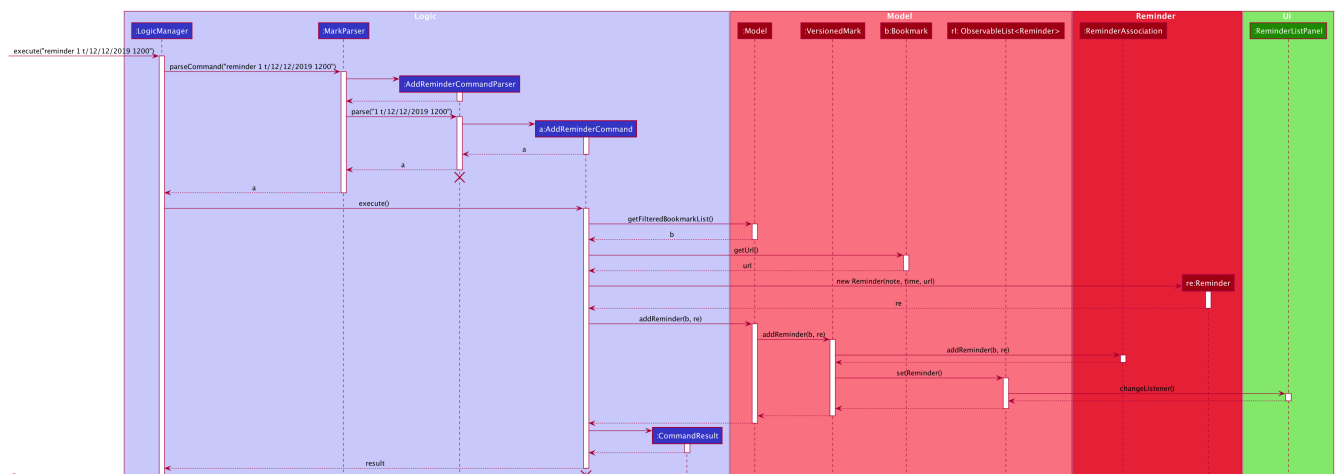 Logic
Model
Reminder
Ui
:LogicManager
:MarkParser
:Model
:VersionedMark
b:Bookmark
rl: ObservableList<Reminder>
:ReminderAssociation
:ReminderListPanel
execute("reminder 1 t/12/12/2019 1200")
parseCommand("reminder 1 t/12/12/2019 1200")
:AddReminderCommandParser
parse("1 t/12/12/2019 1200")
a:AddReminderCommand
a
a
a
execute()
getFilteredBookmarkList()
b
getUrl()
url
new Reminder(note, time, url)
re:Reminder
re
addReminder(b, re)
addReminder(b, re)
addReminder(b, re)
setReminder()
changeListener()
:CommandResult
result